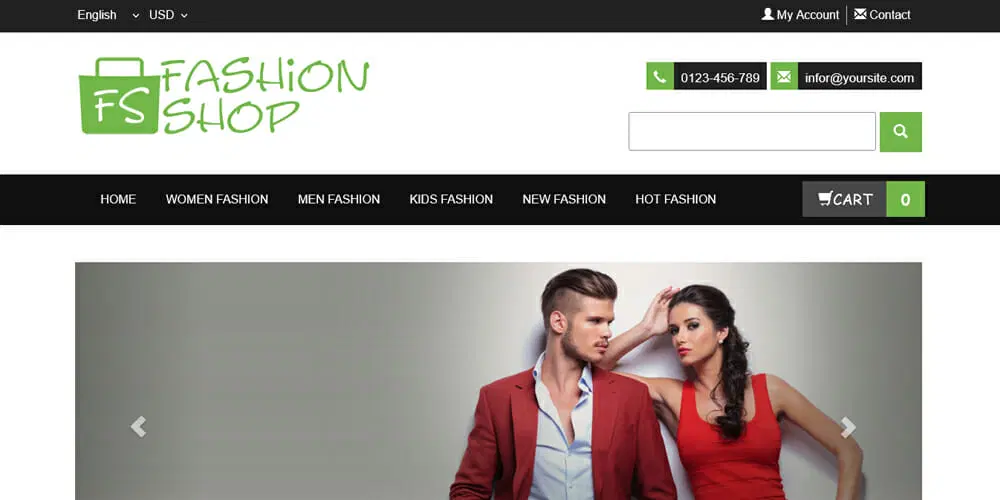 English USD My Account Contact
FS FASHION SHOP
0123-456-789 infor@yoursite.com
HOME WOMEN FASHION MEN FASHION KIDS FASHION NEW FASHION HOT FASHION CART 0